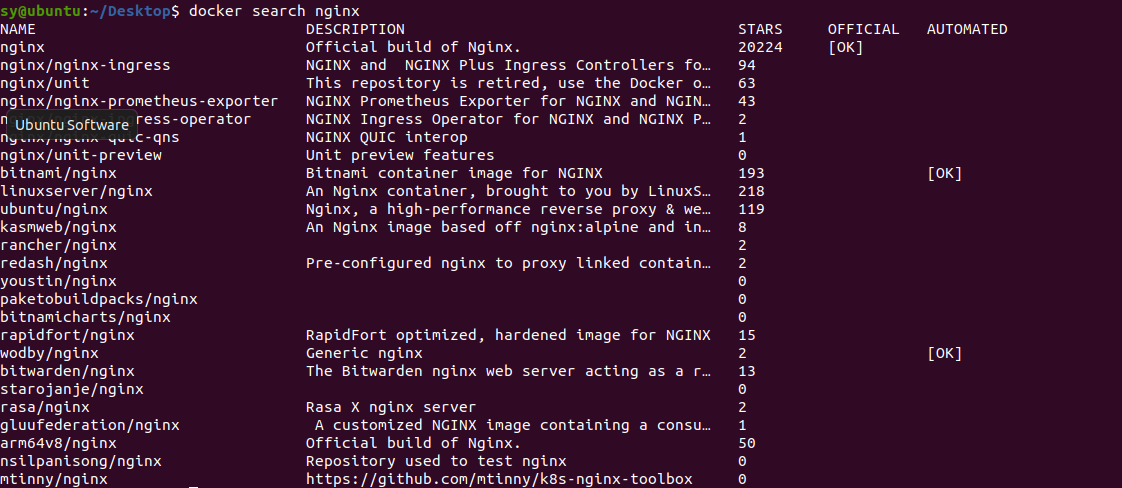 sy@ubuntu:~/Desktop$ docker search nginx
NAME DESCRIPTION STARS OFFICIAL AUTOMATED
nginx Official build of Nginx. 20224 [OK]
nginx/nginx-ingress NGINX and  NGINX Plus Ingress Controllers fo… 94
nginx/unit This repository is retired, use the Docker o… 63
nginx/nginx-prometheus-exporter NGINX Prometheus Exporter for NGINX and NGIN… 43
Ubuntu Software
nginx/nginx-ingress-operator NGINX Ingress Operator for NGINX and NGINX P… 2
nginx/nginx-quic-qns NGINX QUIC interop 1
nginx/unit-preview Unit preview features 0
bitnami/nginx Bitnami container image for NGINX 193 [OK]
linuxserver/nginx An Nginx container, brought to you by LinuxS… 218
ubuntu/nginx Nginx, a high-performance reverse proxy & we… 119
kasmweb/nginx An Nginx image based off nginx:alpine and in… 8
rancher/nginx 2
redash/nginx Pre-configured nginx to proxy linked contain… 2
youstin/nginx 0
paketobuildpacks/nginx 0
bitnamicharts/nginx 0
rapidfort/nginx RapidFort optimized, hardened image for NGINX 15
wodby/nginx Generic nginx 2 [OK]
bitwarden/nginx The Bitwarden nginx web server acting as a r… 13
starojanje/nginx 0
rasa/nginx Rasa X nginx server 2
gluufederation/nginx A customized NGINX image containing a consu… 1
arm64v8/nginx Official build of Nginx. 50
nsilpanisong/nginx Repository used to test nginx 0
mtinny/nginx https://github.com/mtinny/k8s-nginx-toolbox 0